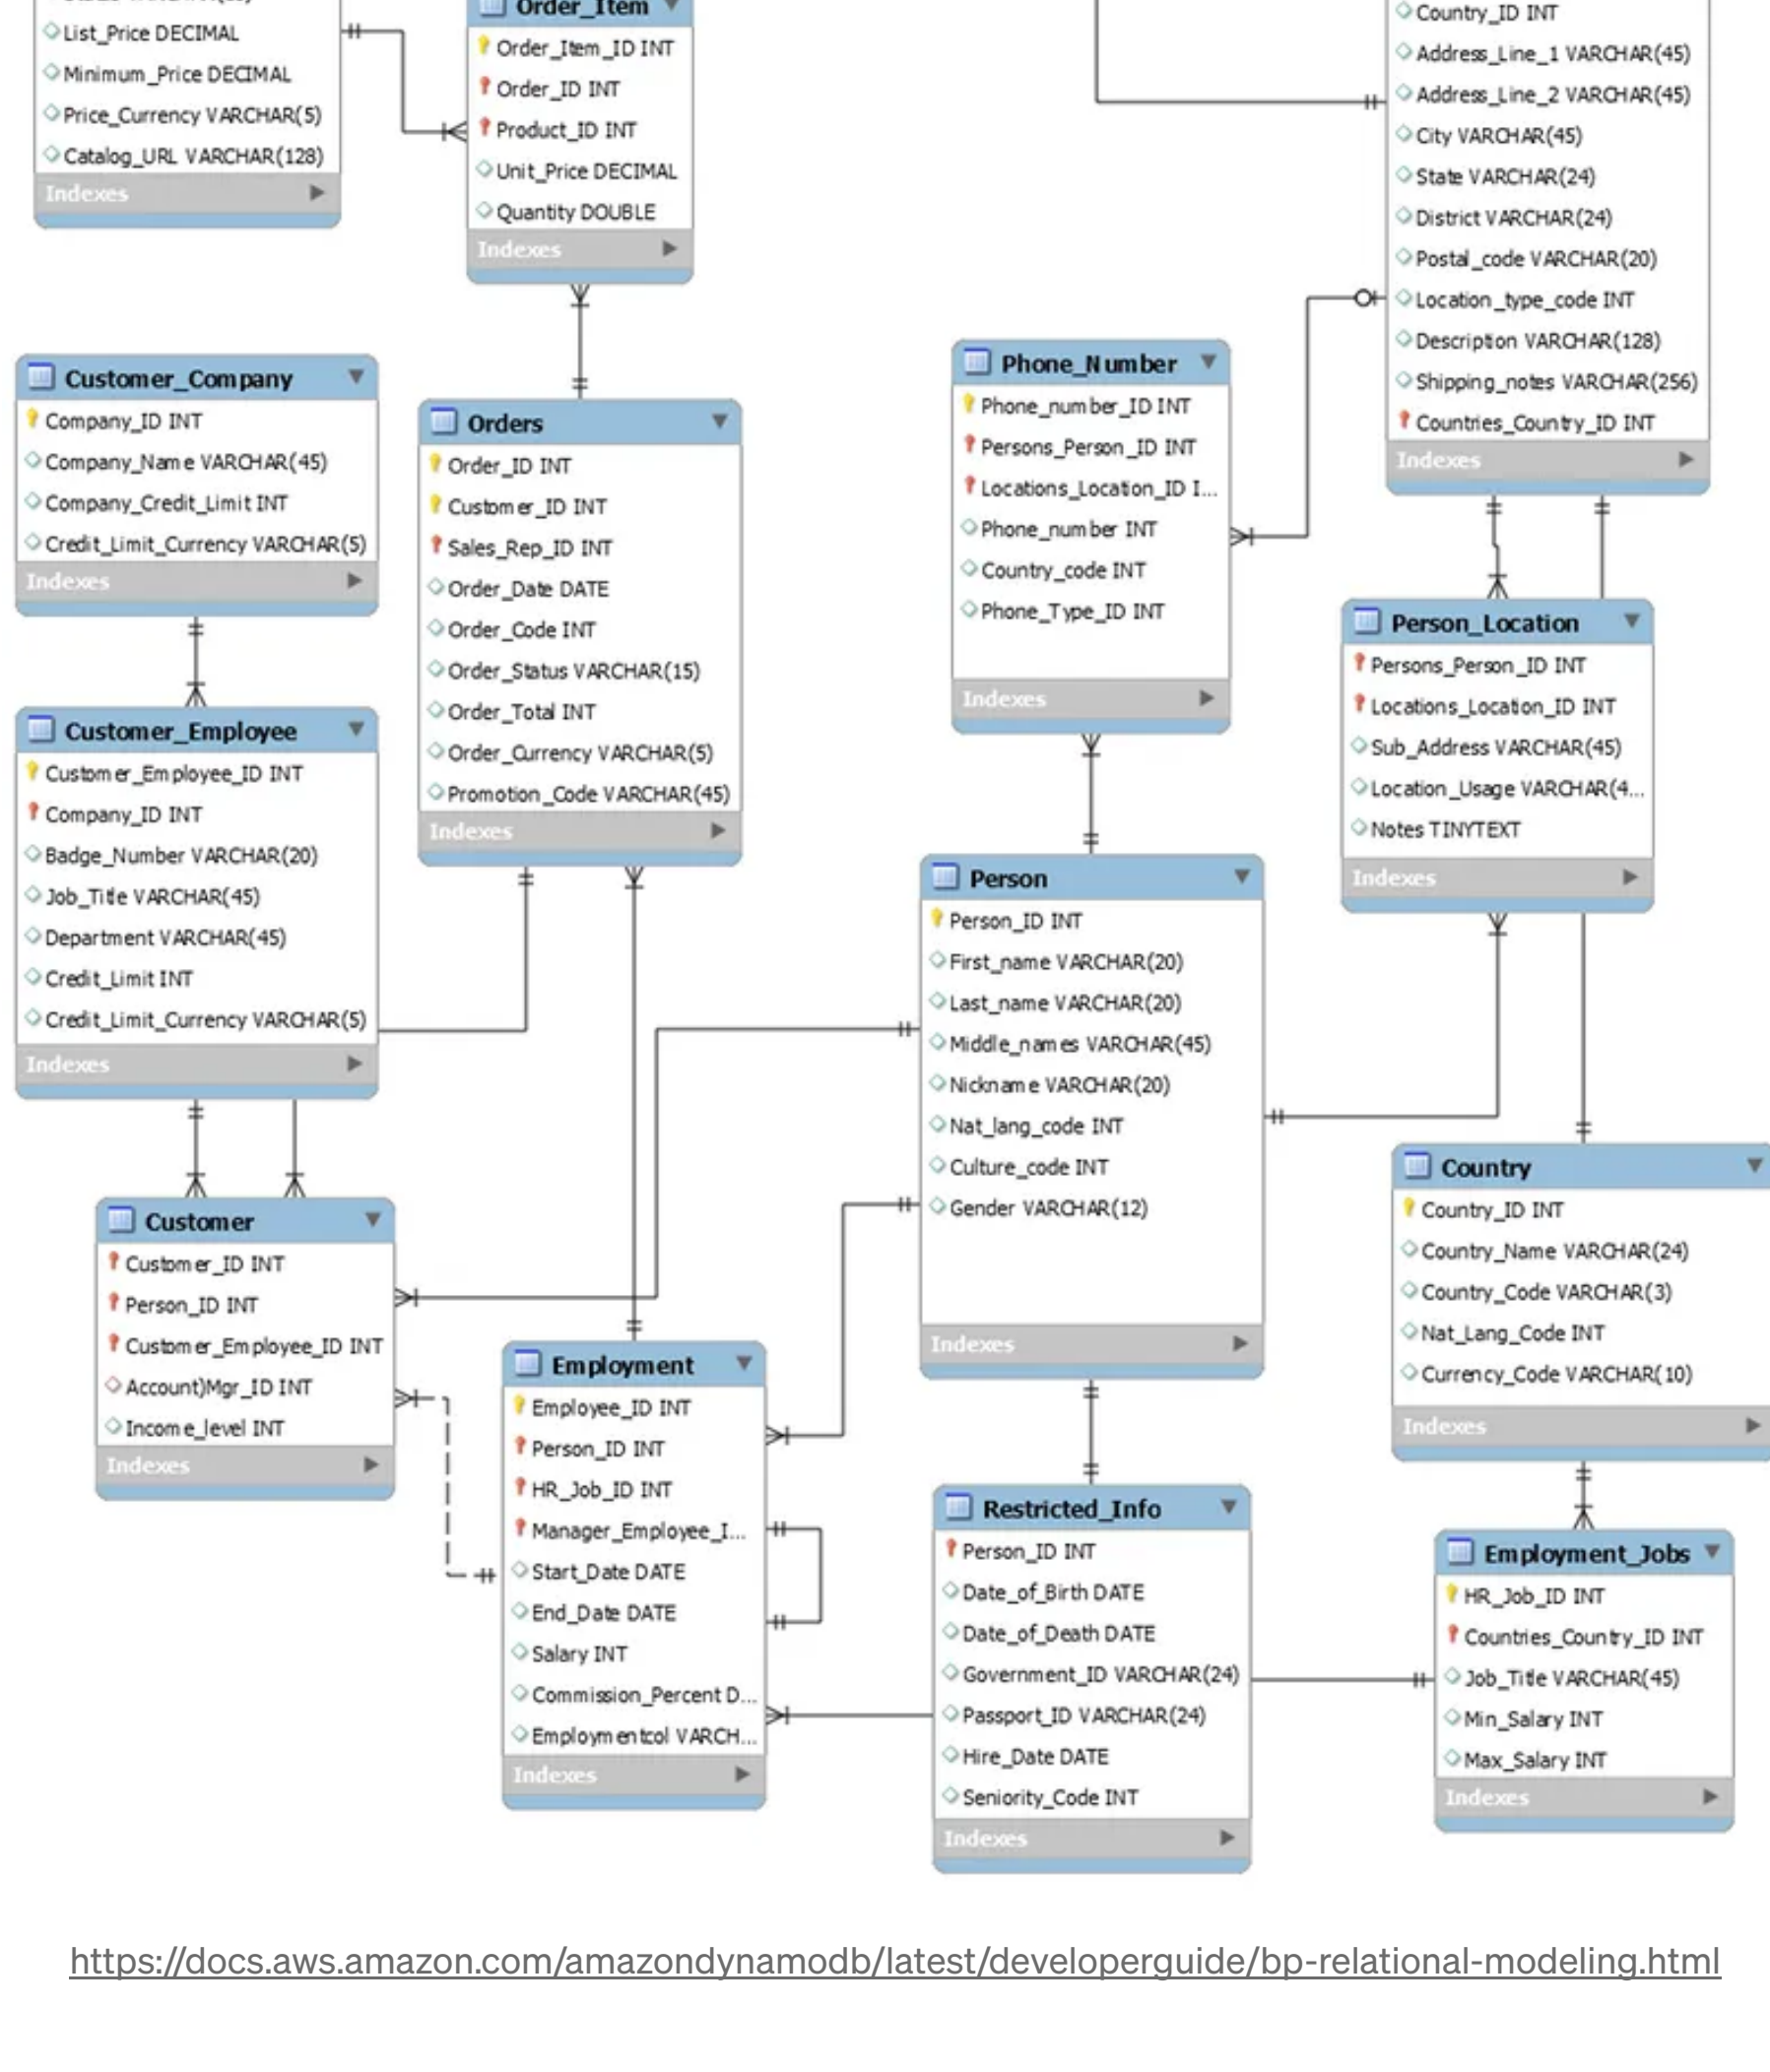 List_Price DECIMAL
Minimum_Price DECIMAL
Price_Currency VARCHAR(5)
Catalog_URL VARCHAR(128)
Indexes
Order_Item
Order_Item_ID INT
Order_ID INT
Product_ID INT
Unit_Price DECIMAL
Quantity DOUBLE
Indexes
Country_ID INT
Address_Line_1 VARCHAR(45)
Address_Line_2 VARCHAR(45)
City VARCHAR(45)
State VARCHAR(24)
District VARCHAR(24)
Postal_code VARCHAR(20)
Location_type_code INT
Description VARCHAR(128)
Shipping_notes VARCHAR(256)
Countries_Country_ID INT
Indexes
Customer_Company
Company_ID INT
Company_Name VARCHAR(45)
Company_Credit_Limit INT
Credit_Limit_Currency VARCHAR(5)
Indexes
Orders
Order_ID INT
Customer_ID INT
Sales_Rep_ID INT
Order_Date DATE
Order_Code INT
Order_Status VARCHAR(15)
Order_Total INT
Order_Currency VARCHAR(5)
Promotion_Code VARCHAR(45)
Indexes
Phone_Number
Phone_number_ID INT
Persons_Person_ID INT
Locations_Location_ID I...
Phone_number INT
Country_code INT
Phone_Type_ID INT
Indexes
Person_Location
Persons_Person_ID INT
Locations_Location_ID INT
Sub_Address VARCHAR(45)
Location_Usage VARCHAR(4...
Notes TINYTEXT
Indexes
Customer_Employee
Customer_Employee_ID INT
Company_ID INT
Badge_Number VARCHAR(20)
Job_Title VARCHAR(45)
Department VARCHAR(45)
Credit_Limit INT
Credit_Limit_Currency VARCHAR(5)
Indexes
Person
Person_ID INT
First_name VARCHAR(20)
Last_name VARCHAR(20)
Middle_names VARCHAR(45)
Nickname VARCHAR(20)
Nat_lang_code INT
Culture_code INT
Gender VARCHAR(12)
Indexes
Country
Country_ID INT
Country_Name VARCHAR(24)
Country_Code VARCHAR(3)
Nat_Lang_Code INT
Currency_Code VARCHAR(10)
Indexes
Customer
Customer_ID INT
Person_ID INT
Customer_Employee_ID INT
Account)Mgr_ID INT
Income_level INT
Indexes
Employment
Employee_ID INT
Person_ID INT
HR_Job_ID INT
Manager_Employee_I...
Start_Date DATE
End_Date DATE
Salary INT
Commission_Percent D...
Employmentcol VARCH...
Indexes
Restricted_Info
Person_ID INT
Date_of_Birth DATE
Date_of_Death DATE
Government_ID VARCHAR(24)
Passport_ID VARCHAR(24)
Hire_Date DATE
Seniority_Code INT
Indexes
Employment_Jobs
HR_Job_ID INT
Countries_Country_ID INT
Job_Title VARCHAR(45)
Min_Salary INT
Max_Salary INT
Indexes
https://docs.aws.amazon.com/amazondynamodb/latest/developerguide/bp-relational-modeling.html